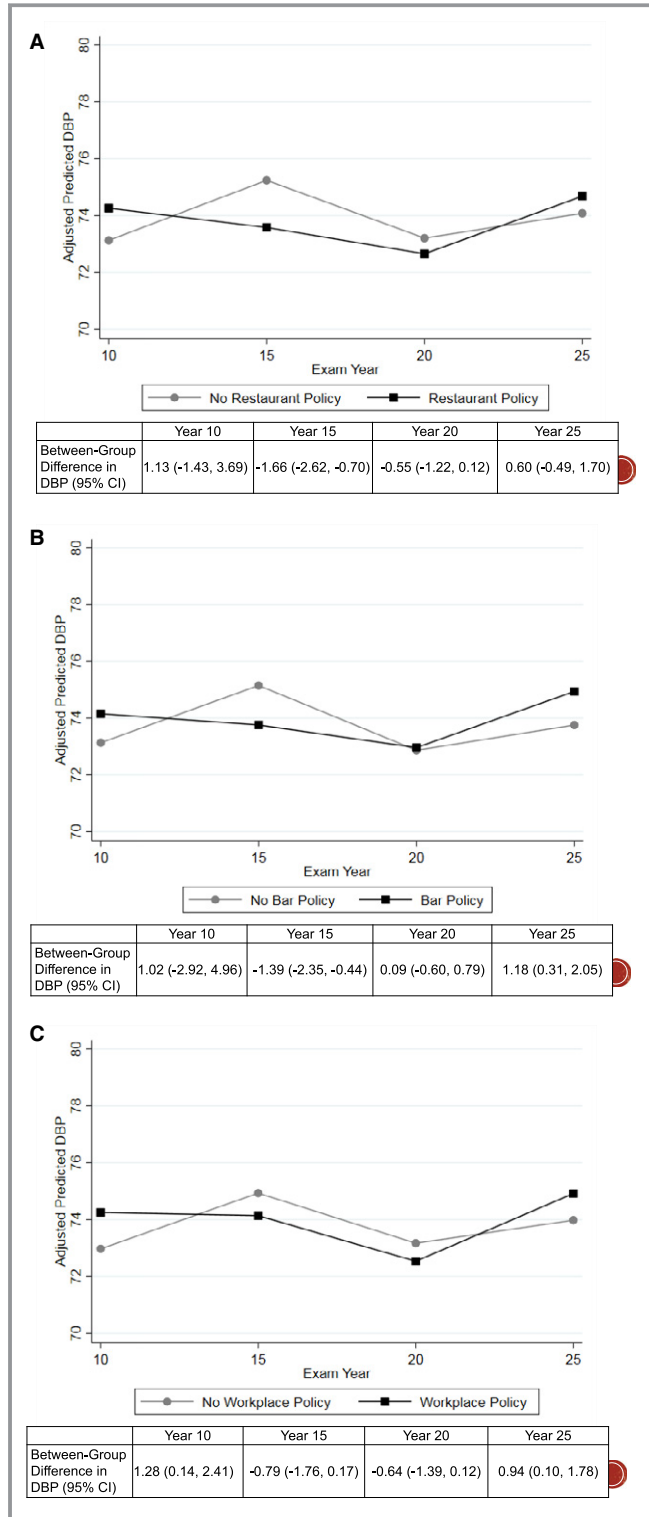 A
80
78
76
74
72
70
Adjusted Predicted DBP
10 15 20 25
Exam Year
No Restaurant Policy Restaurant Policy
Year 10 Year 15 Year 20 Year 25
Between-Group
Difference in
DBP (95% CI)
1.13 (-1.43, 3.69) -1.66 (-2.62, -0.70) -0.55 (-1.22, 0.12) 0.60 (-0.49, 1.70)
B
80
78
76
74
72
70
Adjusted Predicted DBP
10 15 20 25
Exam Year
No Bar Policy Bar Policy
Year 10 Year 15 Year 20 Year 25
Between-Group
Difference in
DBP (95% CI)
1.02 (-2.92, 4.96) -1.39 (-2.35, -0.44) 0.09 (-0.60, 0.79) 1.18 (0.31, 2.05)
C
80
78
76
74
72
70
Adjusted Predicted DBP
10 15 20 25
Exam Year
No Workplace Policy Workplace Policy
Year 10 Year 15 Year 20 Year 25
Between-Group
Difference in
DBP (95% CI)
1.28 (0.14, 2.41) -0.79 (-1.76, 0.17) -0.64 (-1.39, 0.12) 0.94 (0.10, 1.78)